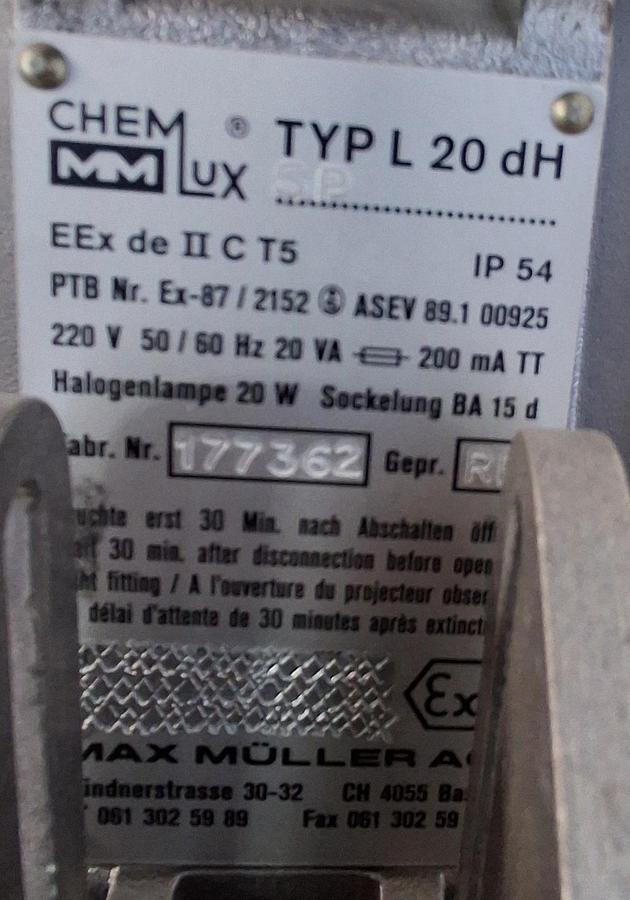 CHEMLUX ® TYP L 20 dH
MM SP
EEx de II C T5 IP 54
PTB Nr. Ex-87 / 2152 ASEV 89.1 00925
220 V 50 / 60 Hz 20 VA 200 mA TT
Halogenlampe 20 W Sockelung BA 15 d
abr. Nr. 177362 Gepr.
uchte erst 30 Min. nach Abschalten öff
30 min. after disconnection before open
ht fitting / A l'ouverture du projecteur obser
délai d'attente de 30 minutes après extinct
Ex
MAX MÜLLER A
indnerstrasse 30-32 CH 4055 Ba
061 302 59 89 Fax 061 302 59